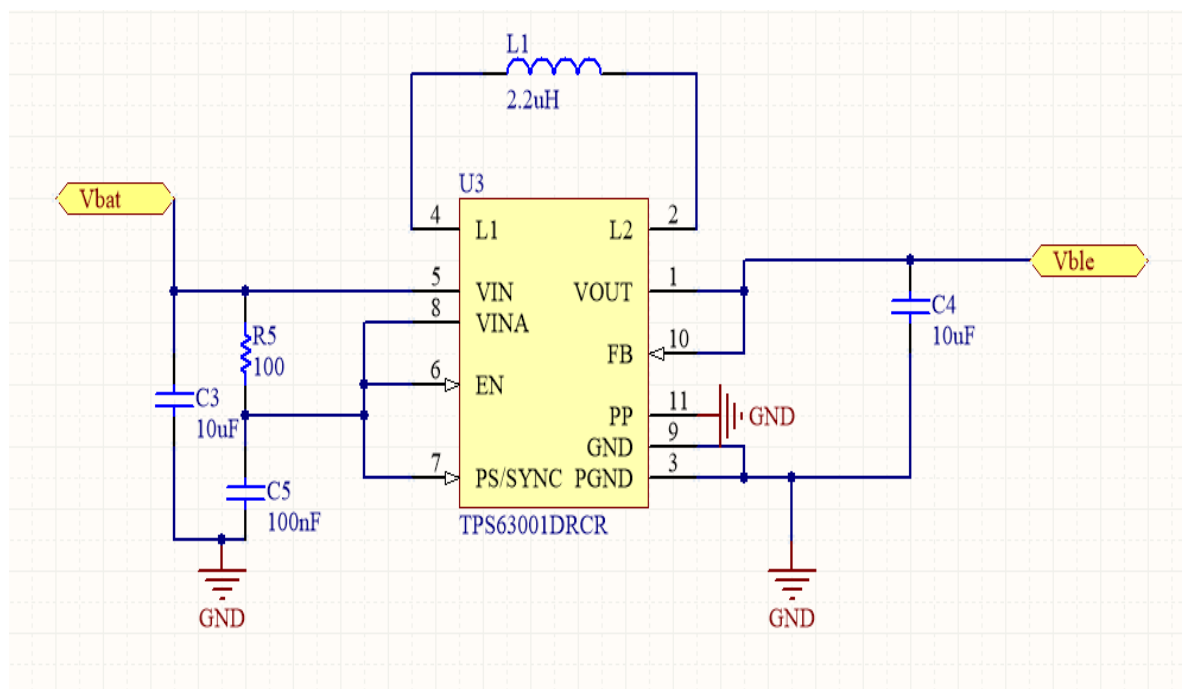 L1
2.2uH
Vbat
U3
4
L1
L2
2
Vble
5
VIN
VOUT
1
8
VINA
C4
10uF
R5
100
FB
10
6
EN
C3
10uF
PP
11
GND
GND
9
7
PS/SYNC
PGND
3
C5
100nF
TPS63001DRCR
GND
GND